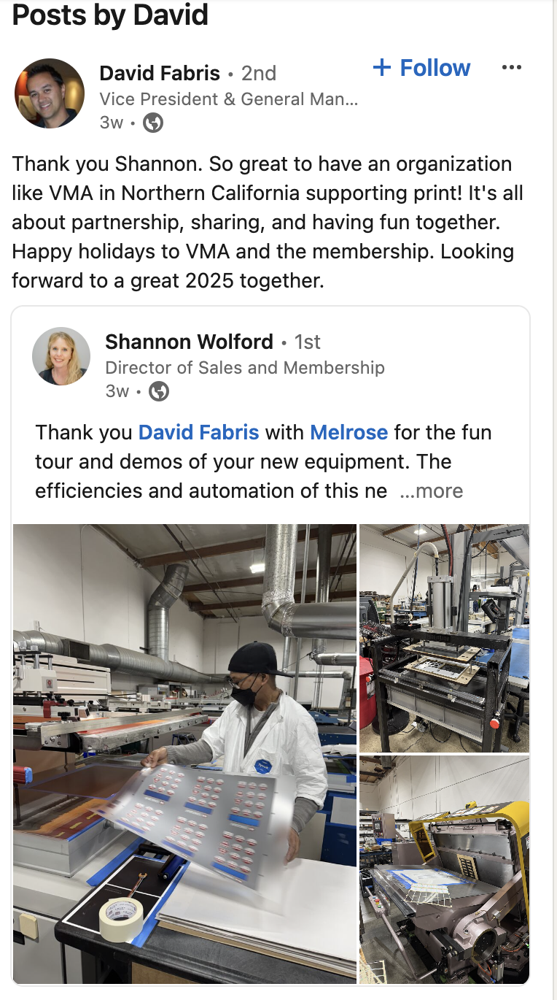 Posts by David
David Fabris • 2nd
+ Follow
Vice President & General Man...
3w •
Thank you Shannon. So great to have an organization
like VMA in Northern California supporting print! It's all
about partnership, sharing, and having fun together.
Happy holidays to VMA and the membership. Looking
forward to a great 2025 together.
Shannon Wolford • 1st
Director of Sales and Membership
3w •
Thank you David Fabris with Melrose for the fun
tour and demos of your new equipment. The
efficiencies and automation of this ne ...more